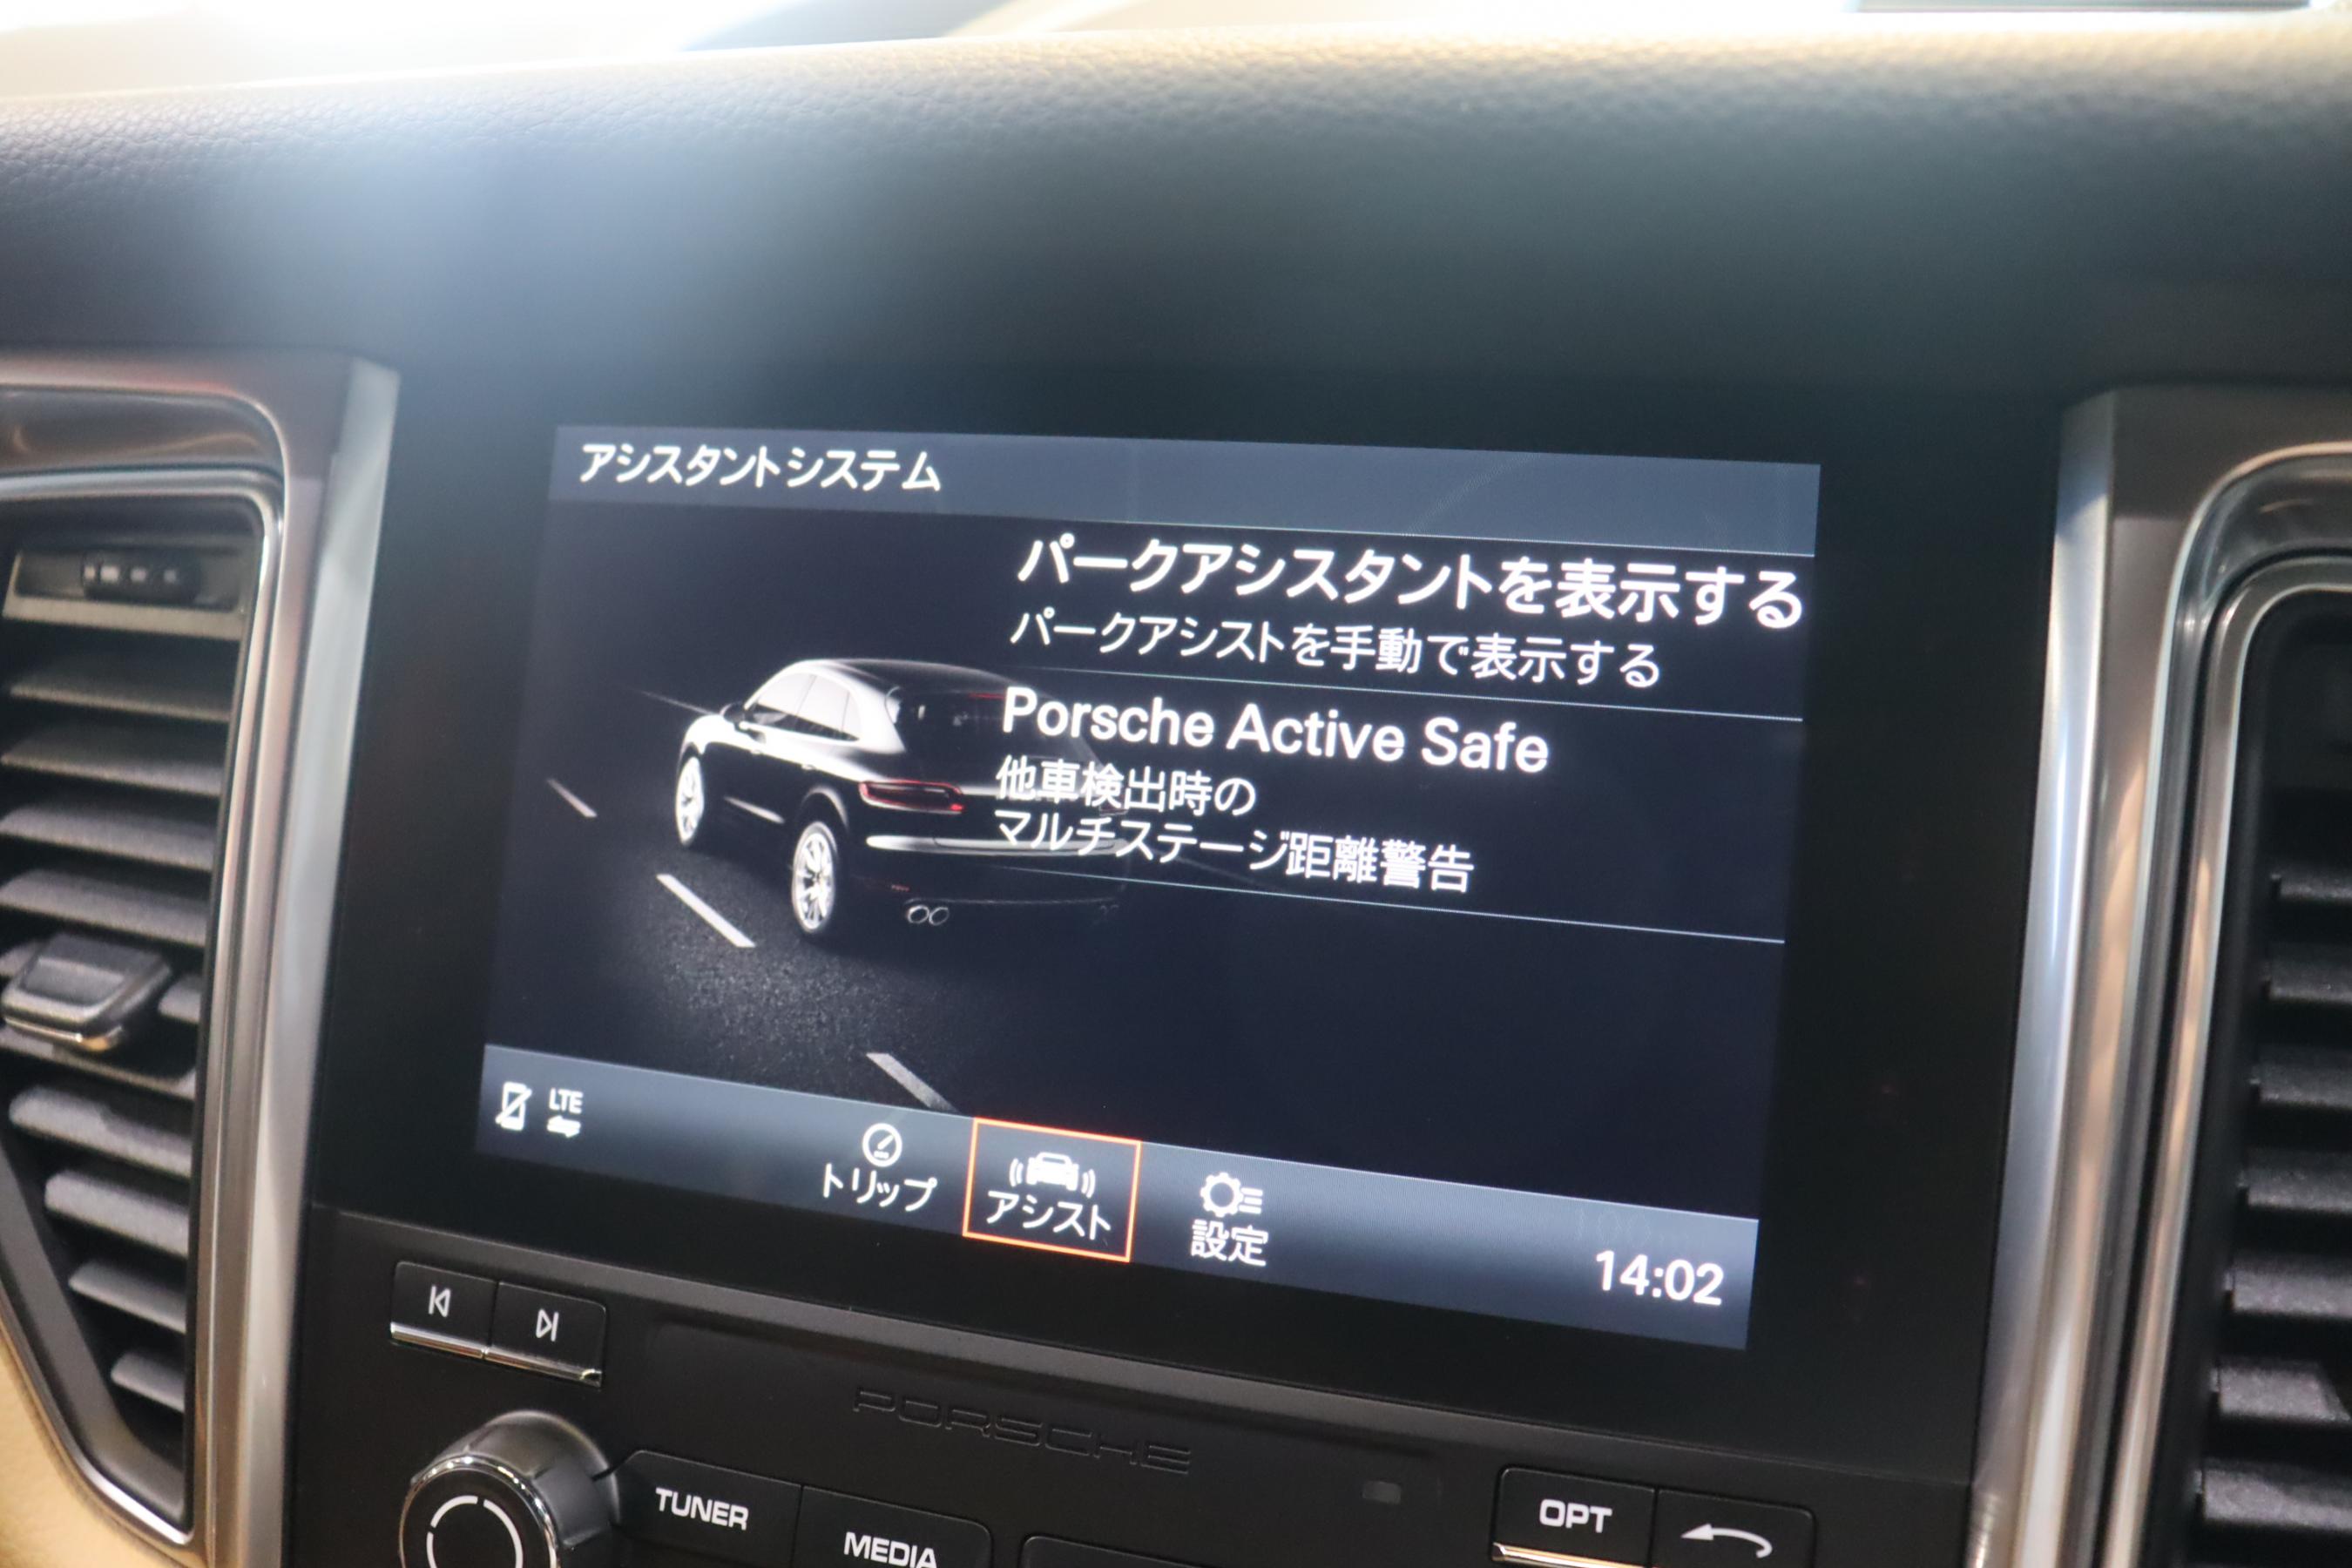 アシスタントシステム
パークアシスタントを表示する
パークアシストを手動で表示する
Porsche Active Safe
他車検出時の
マルチステージ距離警告
LTE
トリップ
アシスト
設定
14:02
PORSCHE
TUNER
MEDIA
OPT